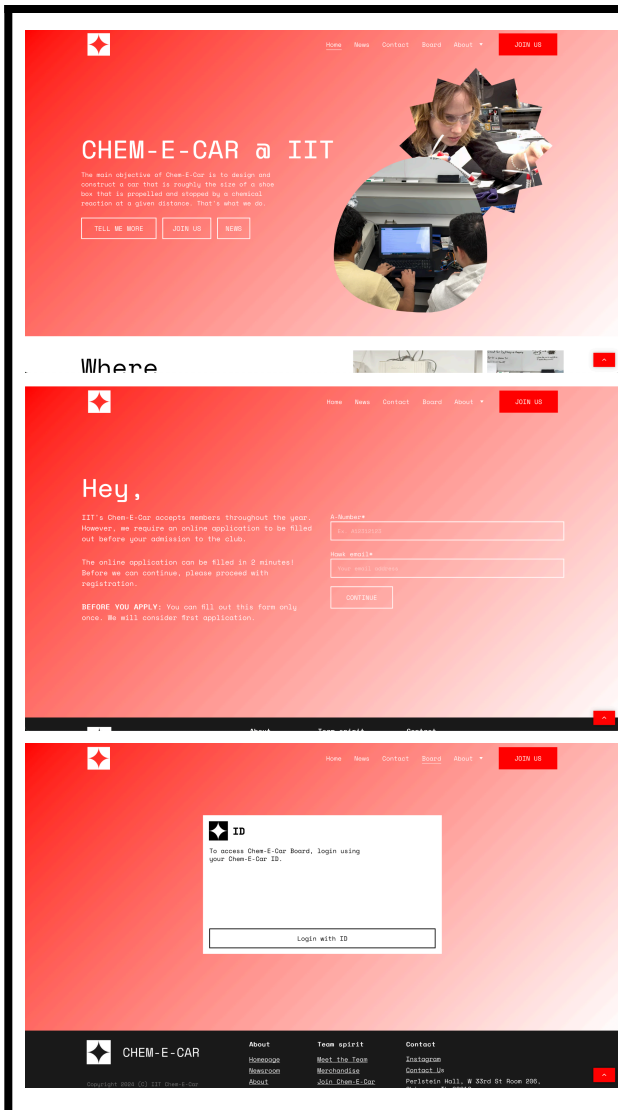 Home News Contact Board About JOIN US
CHEM-E-CAR @ IIT
The main objective of Chem-E-Car is to design and
construct a car that is roughly the size of a shoe
box that is propelled and stopped by a chemical
reaction at a given distance. That's what we do.
TELL ME MORE JOIN US NEWS
Where
Home News Contact Board About JOIN US
Hey,
IIT's Chem-E-Car accepts members throughout the year.
However, we require an online application to be filled
out before your admission to the club.
The online application can be filled in 2 minutes!
Before we can continue, please proceed with
registration.
BEFORE YOU APPLY: You can fill out this form only
once. We will consider first application.
A-Number*
Hawk email*
Your email address
CONTINUE
About Team spirit Contact
Home News Contact Board About JOIN US
ID
To access Chem-E-Car Board, login using
your Chem-E-Car ID.
Login with ID
CHEM-E-CAR
Copyright 2024 (C) IIT Chem-E-Car
About
Homepage
Newsroom
About
Team spirit
Meet the Team
Merchandise
Join Chem-E-Car
Contact
Instagram
Contact Us
Perlstein Hall, W 33rd St Room 206,